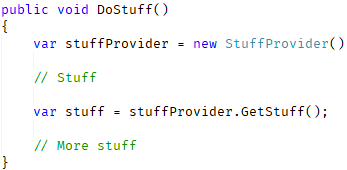 public void DoStuff()
{
    var stuffProvider = new StuffProvider()

    // Stuff

    var stuff = stuffProvider.GetStuff();

    // More stuff
}